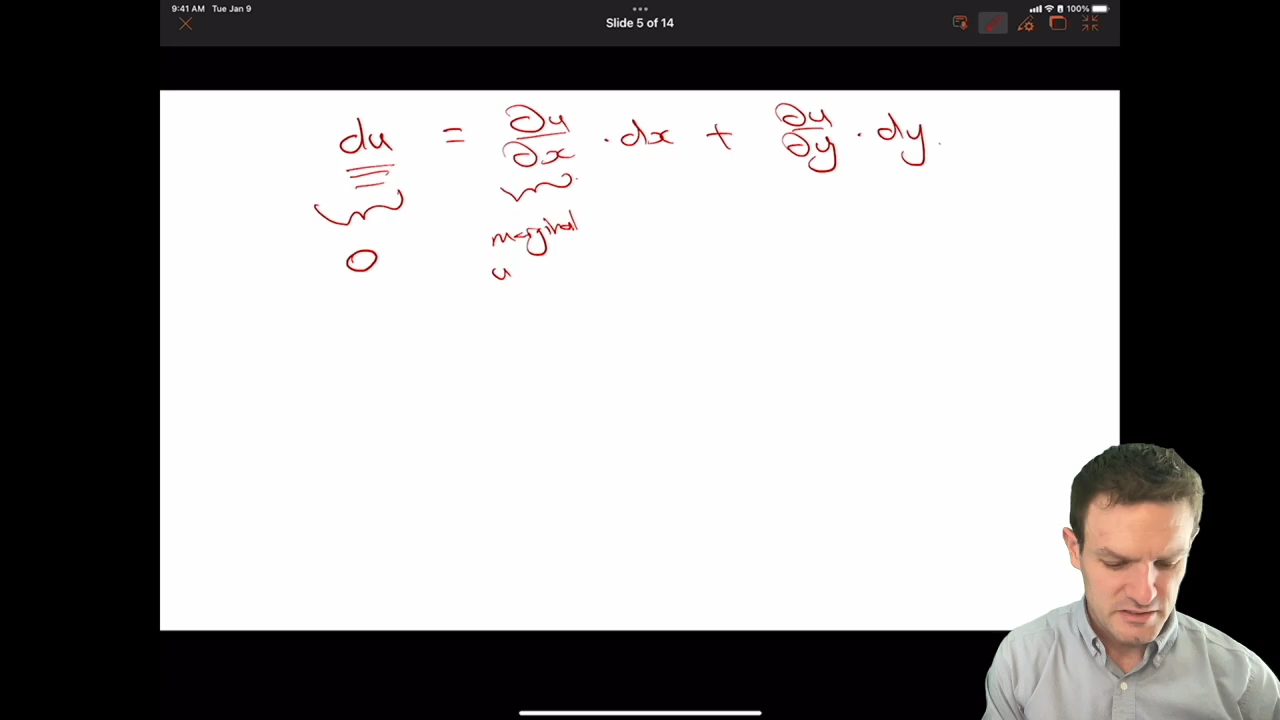 9:41 AM Tue Jan 9
100%
Slide 5 of 14
du = ∂u/∂x · dx + ∂u/∂y · dy.
0
marginal
u